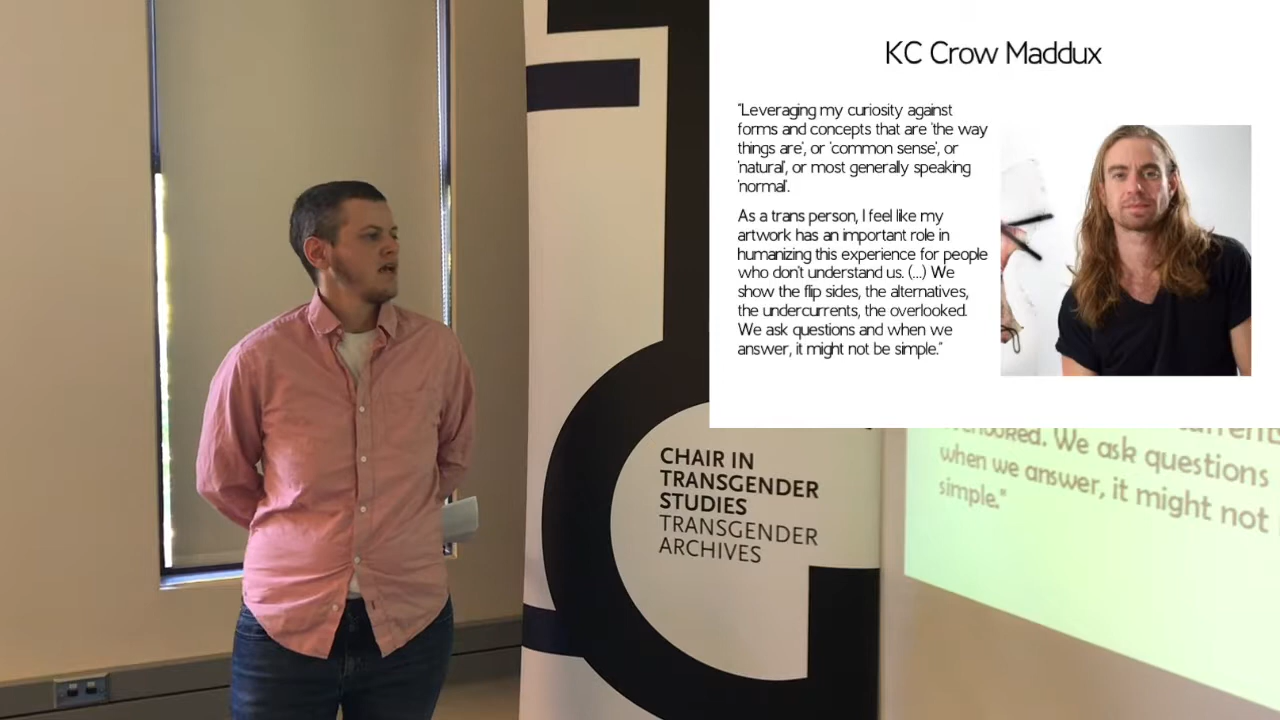 KC Crow Maddux
"Leveraging my curiosity against
forms and concepts that are 'the way
things are', or 'common sense', or
'natural', or most generally speaking
'normal'.
As a trans person, I feel like my
artwork has an important role in
humanizing this experience for people
who don't understand us. (...) We
show the flip sides, the alternatives,
the undercurrents, the overlooked.
We ask questions and when we
answer, it might not be simple."
CHAIR IN
TRANSGENDER
STUDIES
TRANSGENDER
ARCHIVES
We ask questions
when we answer, it might not
simple."